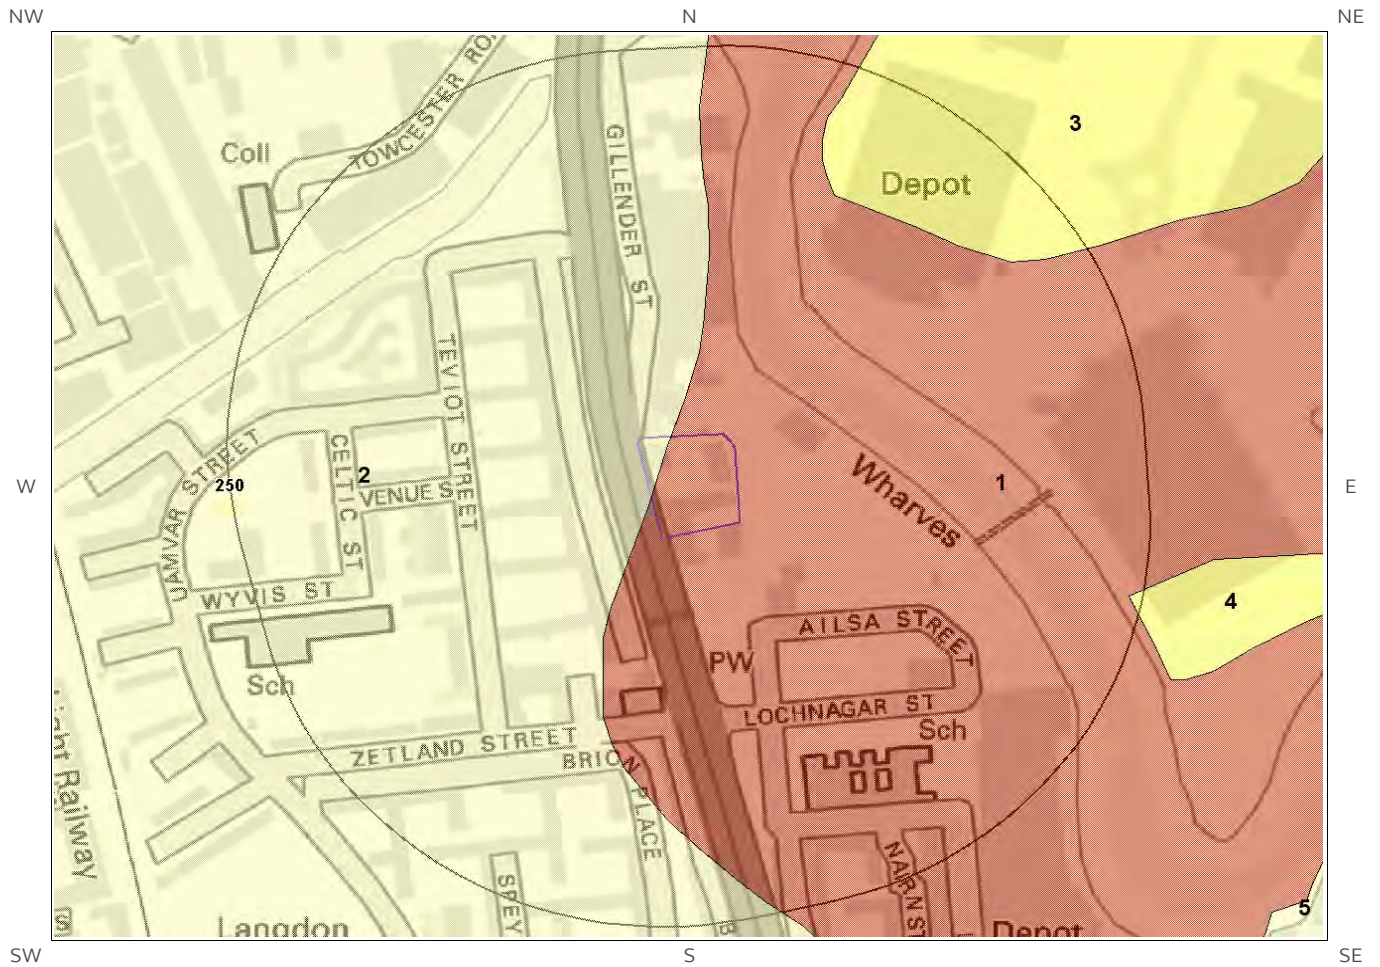 NW
N
NE
TOWCESTER RO
Coll
GILLENDER ST
3
Depot
TEVIOT STREET
W
E
UAMVAR STREET
250
CELTIC ST
2
VENUE S
Wharves
1
WYVIS ST
Sch
AILSA STREET
4
PW
LOCHNAGAR ST
Sch
ZETLAND STREET
BRION PLACE
ight Railway
NAIRN ST
SPEY
Langdon
B
Depot
5
S
SW
S
SE